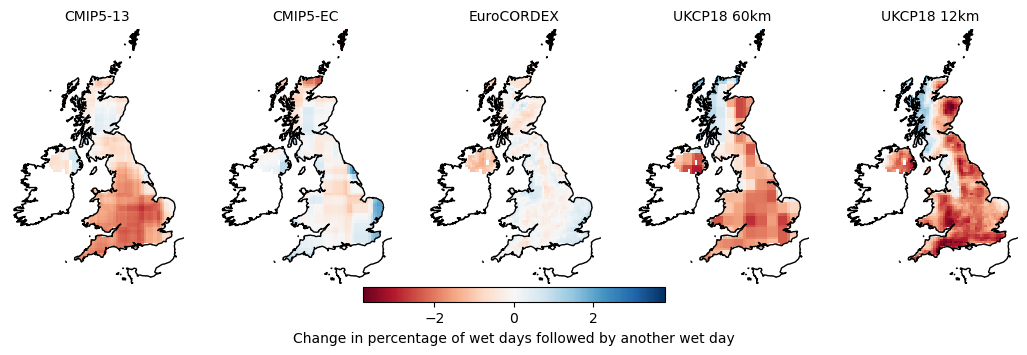 CMIP5-13 CMIP5-EC EuroCORDEX UKCP18 60km UKCP18 12km
−2 0 2
Change in percentage of wet days followed by another wet day